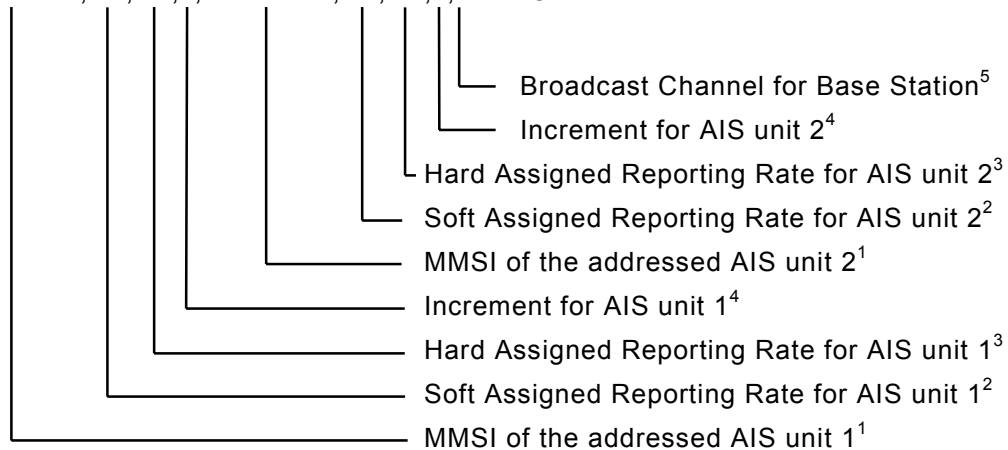 Broadcast Channel for Base Station⁵
Increment for AIS unit 2⁴
Hard Assigned Reporting Rate for AIS unit 2³
Soft Assigned Reporting Rate for AIS unit 2²
MMSI of the addressed AIS unit 2¹
Increment for AIS unit 1⁴
Hard Assigned Reporting Rate for AIS unit 1³
Soft Assigned Reporting Rate for AIS unit 1²
MMSI of the addressed AIS unit 1¹